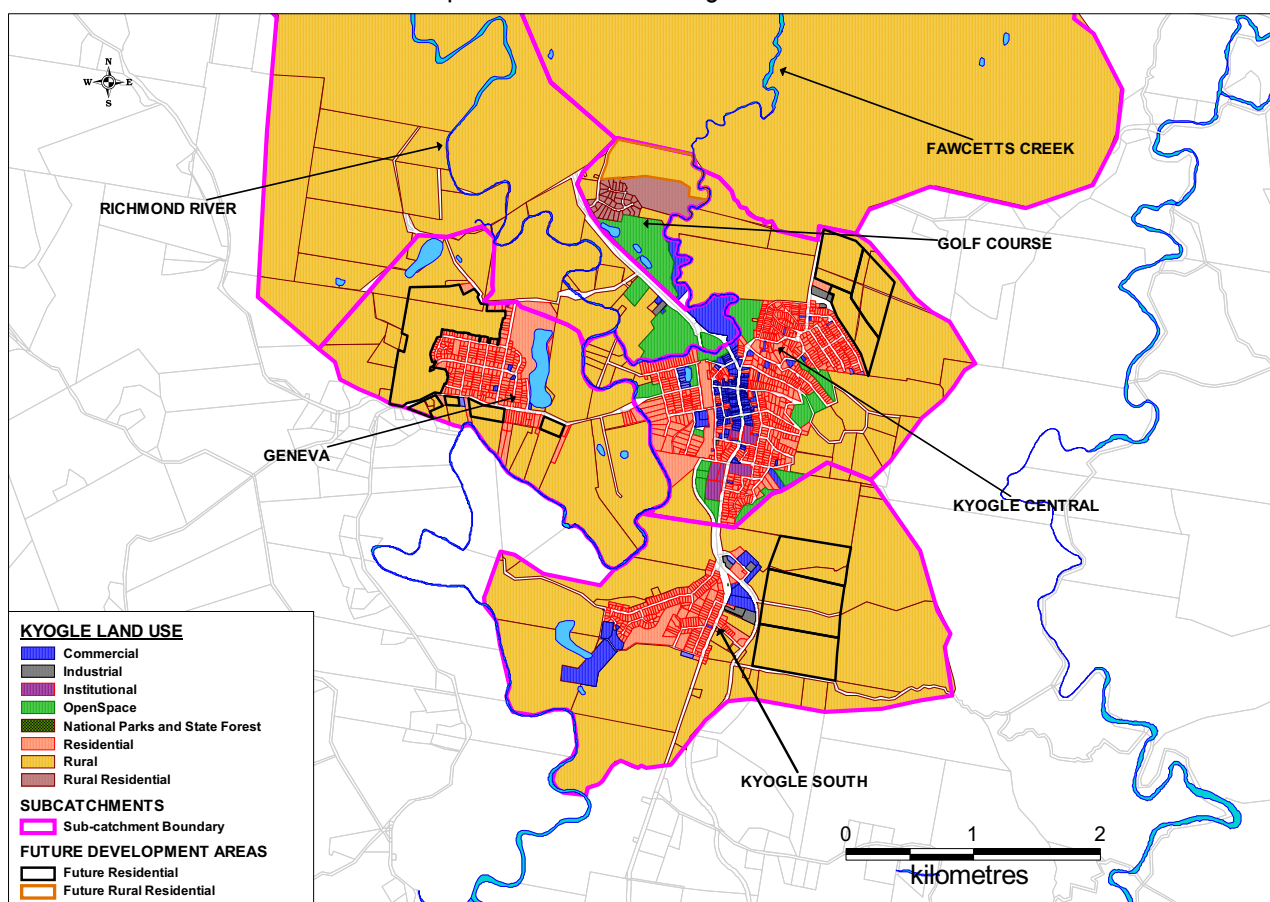 N
W E
S
FAWCETTS CREEK
RICHMOND RIVER
GOLF COURSE
GENEVA
KYOGLE CENTRAL
KYOGLE SOUTH
KYOGLE LAND USE
Commercial
Industrial
Institutional
OpenSpace
National Parks and State Forest
Residential
Rural
Rural Residential
SUBCATCHMENTS
Sub-catchment Boundary
FUTURE DEVELOPMENT AREAS
Future Residential
Future Rural Residential
0 1 2
kilometres